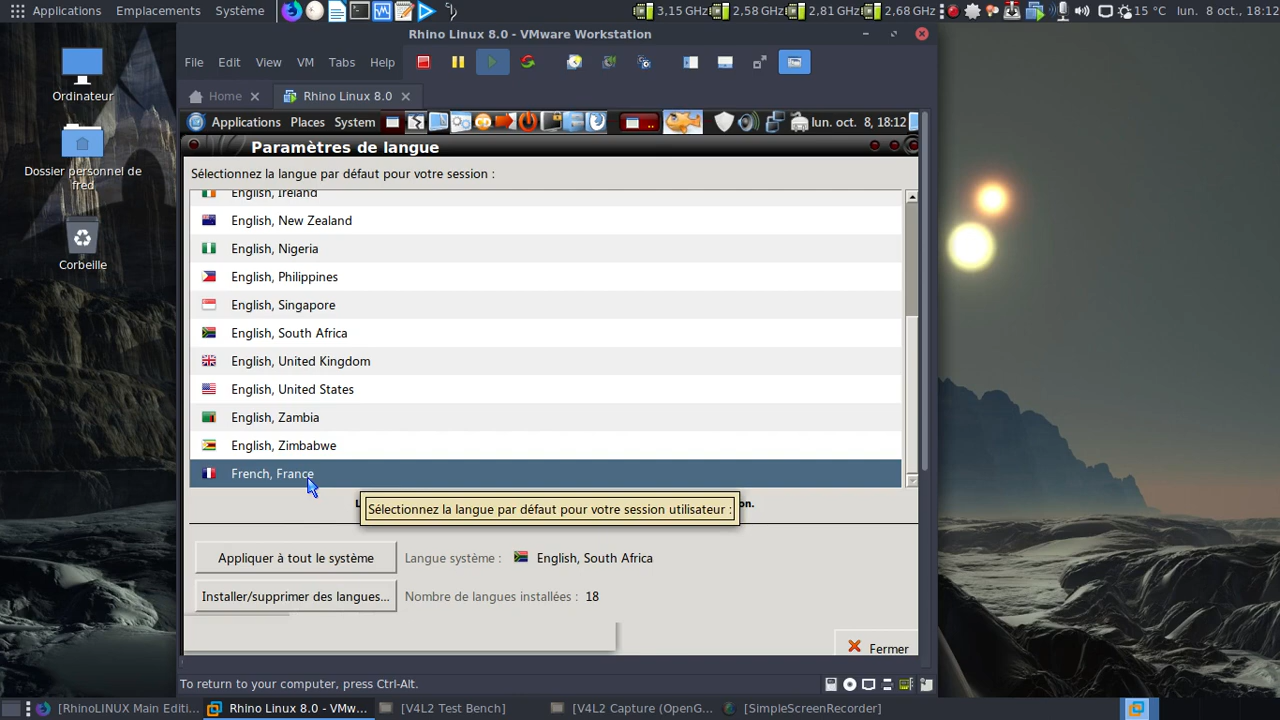 Applications Emplacements Système 3,15 GHz 2,58 GHz 2,81 GHz 2,68 GHz 15 °C lun. 8 oct., 18:12
Rhino Linux 8.0 - VMware Workstation
File Edit View VM Tabs Help
Home Rhino Linux 8.0
Applications Places System lun. oct. 8, 18:12
Paramètres de langue
Sélectionnez la langue par défaut pour votre session :
English, Ireland
English, New Zealand
English, Nigeria
English, Philippines
English, Singapore
English, South Africa
English, United Kingdom
English, United States
English, Zambia
English, Zimbabwe
French, France
Sélectionnez la langue par défaut pour votre session utilisateur :
Appliquer à tout le système Langue système : English, South Africa
Installer/supprimer des langues... Nombre de langues installées : 18
Fermer
To return to your computer, press Ctrl-Alt.
Ordinateur
Dossier personnel de
fred
Corbeille
[RhinoLINUX Main Editi... Rhino Linux 8.0 - VMw... [V4L2 Test Bench] [V4L2 Capture (OpenG... [SimpleScreenRecorder]